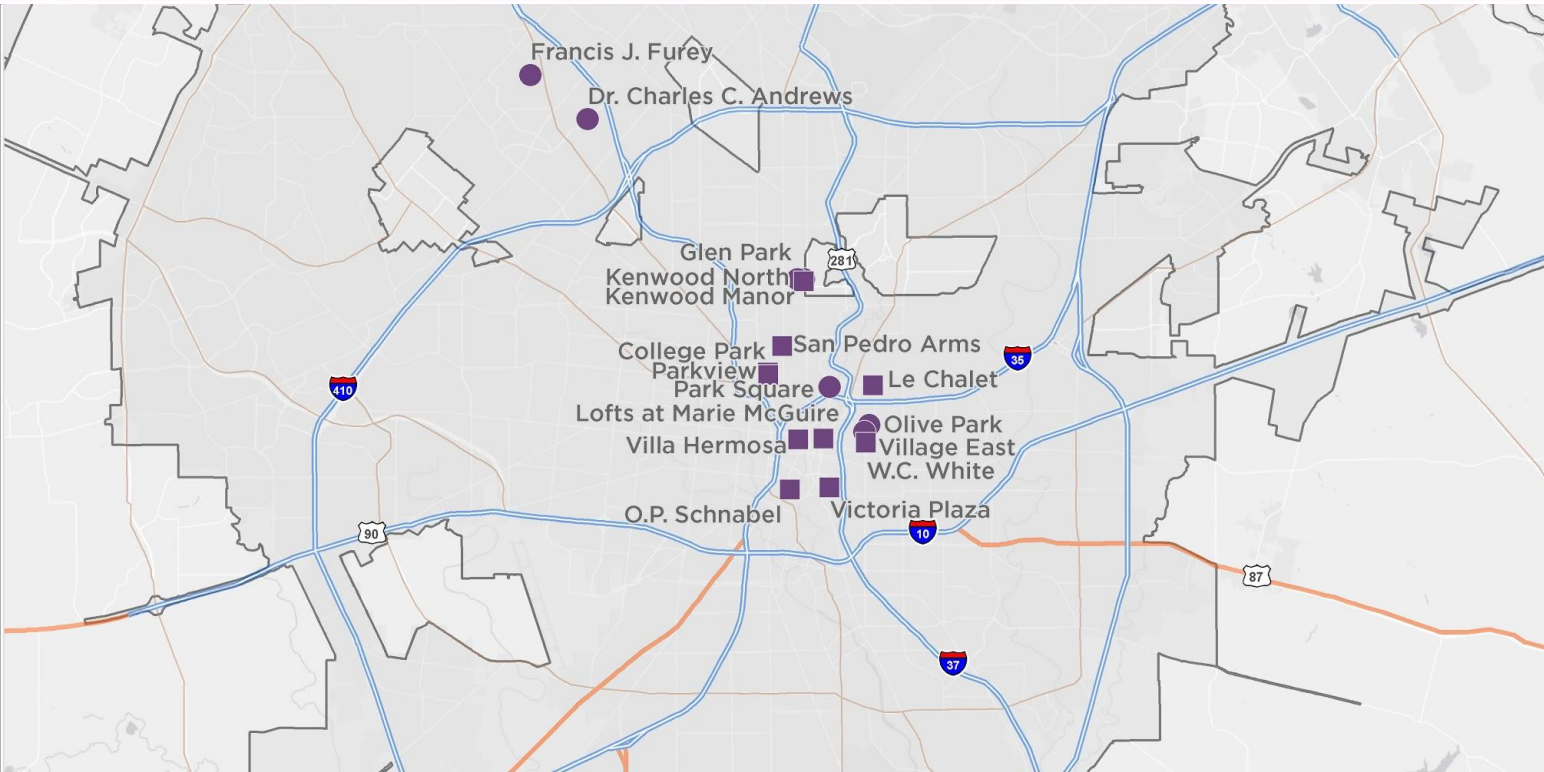 Francis J. Furey
Dr. Charles C. Andrews
Glen Park
281
Kenwood North
Kenwood Manor
San Pedro Arms
College Park
35
Parkview
Le Chalet
Park Square
410
Lofts at Marie McGuire
Olive Park
Villa Hermosa
Village East
W.C. White
Victoria Plaza
O.P. Schnabel
90
10
87
37